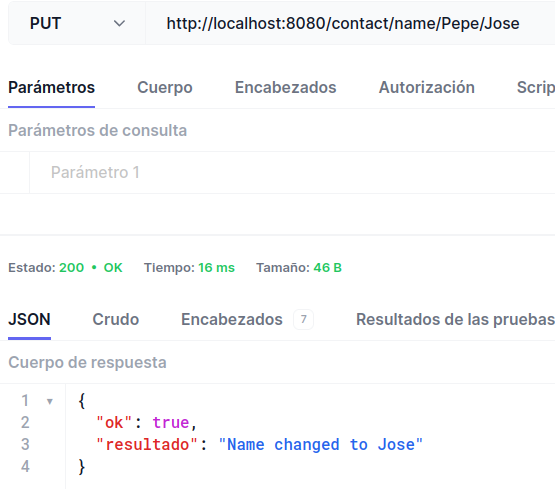 PUT http://localhost:8080/contact/name/Pepe/Jose
Parámetros Cuerpo Encabezados Autorización Scrip
Parámetros de consulta
Parámetro 1
Estado: 200 • OK Tiempo: 16 ms Tamaño: 46 B
JSON Crudo Encabezados 7 Resultados de las pruebas
Cuerpo de respuesta
1 {
2 "ok": true,
3 "resultado": "Name changed to Jose"
4 }